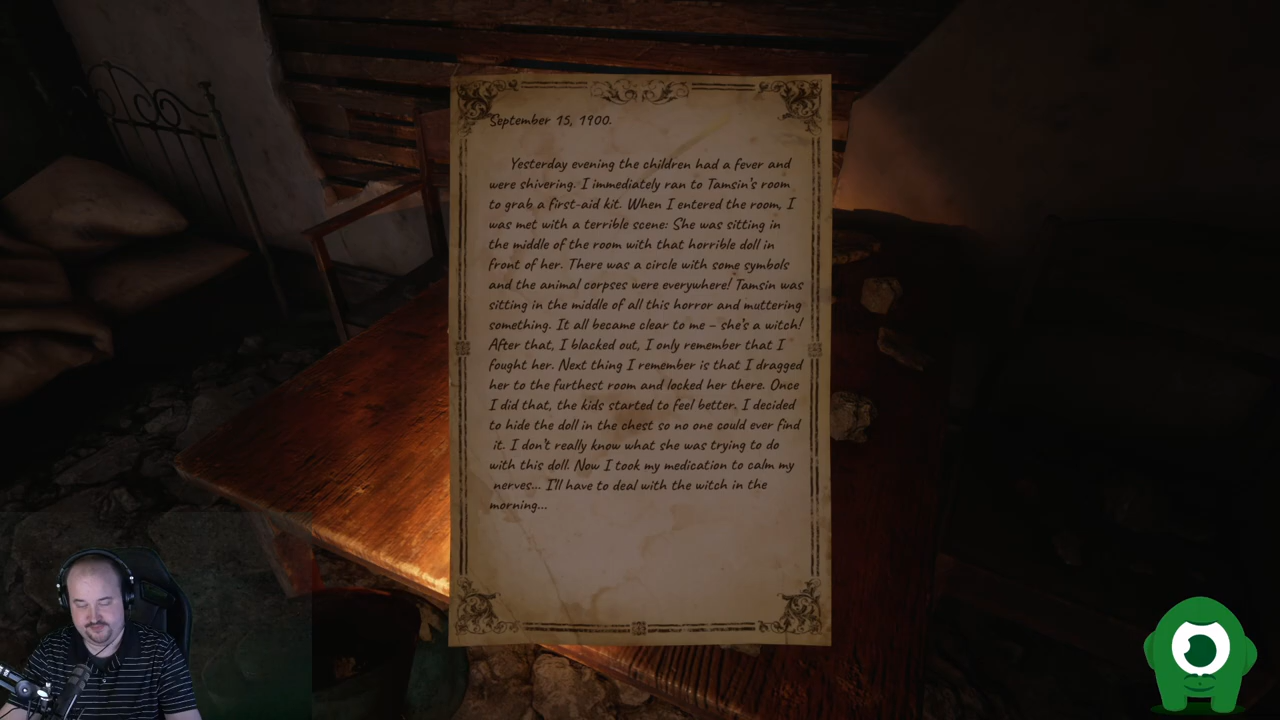 September 15, 1900.
Yesterday evening the children had a fever and
were shivering. I immediately ran to Tamsin's room
to grab a first-aid kit. When I entered the room, I
was met with a terrible scene: She was sitting in
the middle of the room with that horrible doll in
front of her. There was a circle with some symbols
and the animal corpses were everywhere! Tamsin was
sitting in the middle of all this horror and muttering
something. It all became clear to me – she's a witch!
After that, I blacked out, I only remember that I
fought her. Next thing I remember is that I dragged
her to the furthest room and locked her there. Once
I did that, the kids started to feel better. I decided
to hide the doll in the chest so no one could ever find
it. I don't really know what she was trying to do
with this doll. Now I took my medication to calm my
nerves... I'll have to deal with the witch in the
morning...